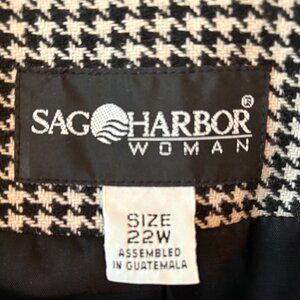 SAG HARBOR®
WOMAN
SIZE
22W
ASSEMBLED
IN GUATEMALA